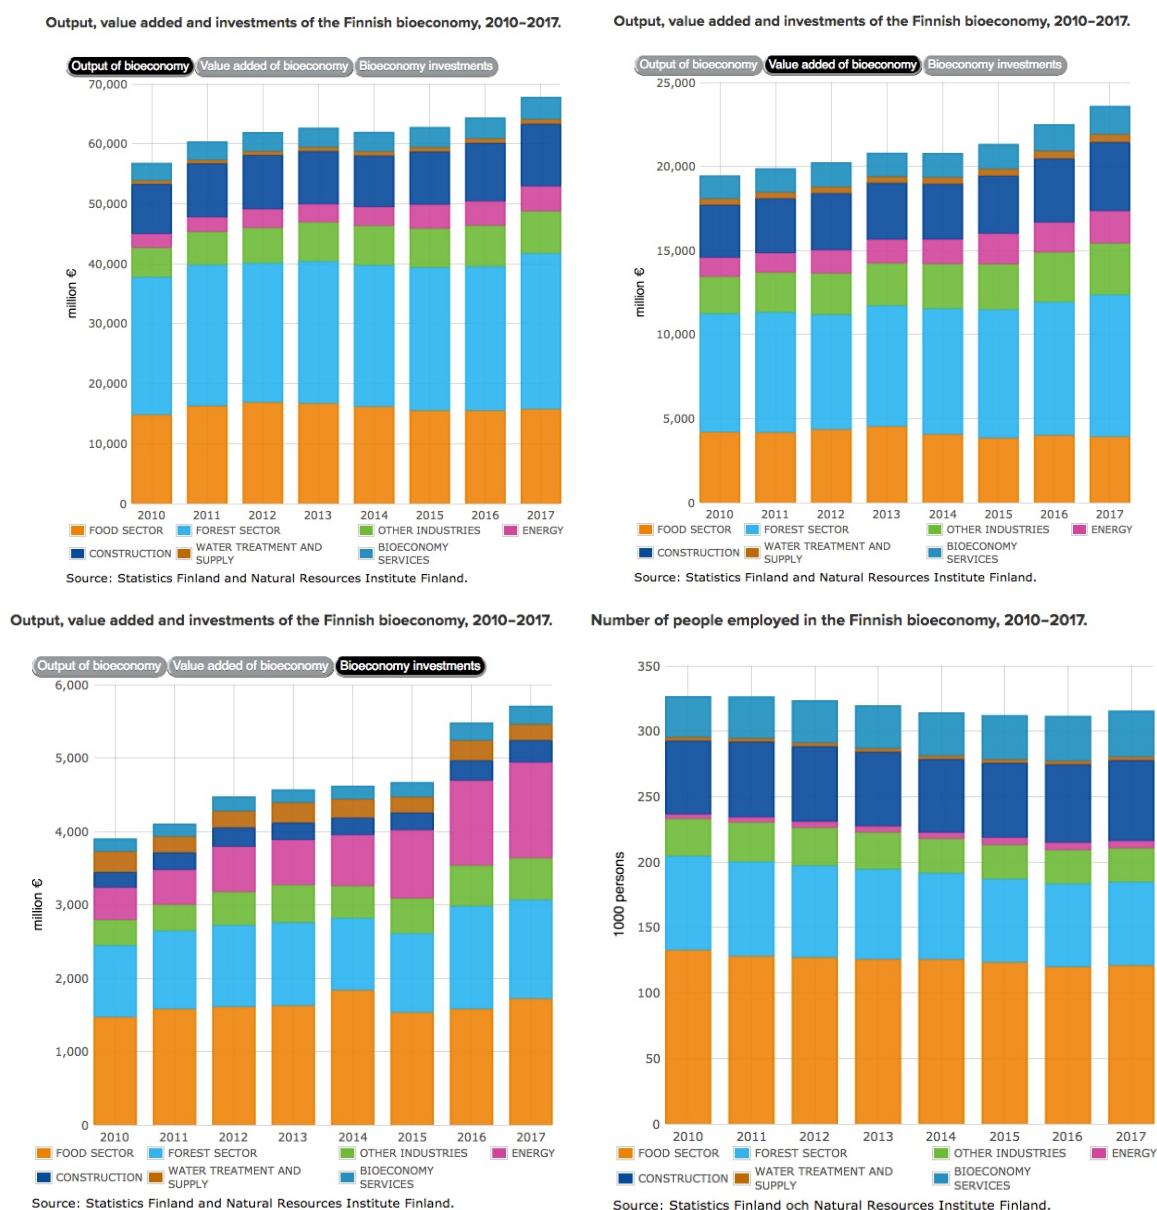 Output, value added and investments of the Finnish bioeconomy, 2010–2017.
Output of bioeconomy Value added of bioeconomy Bioeconomy investments
70,000
60,000
50,000
40,000
30,000
20,000
10,000
0
million €
2010 2011 2012 2013 2014 2015 2016 2017
FOOD SECTOR FOREST SECTOR OTHER INDUSTRIES ENERGY
CONSTRUCTION WATER TREATMENT AND SUPPLY BIOECONOMY SERVICES
Source: Statistics Finland and Natural Resources Institute Finland.
Output, value added and investments of the Finnish bioeconomy, 2010–2017.
Output of bioeconomy Value added of bioeconomy Bioeconomy investments
25,000
20,000
15,000
10,000
5,000
0
million €
2010 2011 2012 2013 2014 2015 2016 2017
FOOD SECTOR FOREST SECTOR OTHER INDUSTRIES ENERGY
CONSTRUCTION WATER TREATMENT AND SUPPLY BIOECONOMY SERVICES
Source: Statistics Finland and Natural Resources Institute Finland.
Output, value added and investments of the Finnish bioeconomy, 2010–2017.
Output of bioeconomy Value added of bioeconomy Bioeconomy investments
6,000
5,000
4,000
3,000
2,000
1,000
0
million €
2010 2011 2012 2013 2014 2015 2016 2017
FOOD SECTOR FOREST SECTOR OTHER INDUSTRIES ENERGY
CONSTRUCTION WATER TREATMENT AND SUPPLY BIOECONOMY SERVICES
Source: Statistics Finland and Natural Resources Institute Finland.
Number of people employed in the Finnish bioeconomy, 2010–2017.
350
300
250
200
150
100
50
0
1000 persons
2010 2011 2012 2013 2014 2015 2016 2017
FOOD SECTOR FOREST SECTOR OTHER INDUSTRIES ENERGY
CONSTRUCTION WATER TREATMENT AND SUPPLY BIOECONOMY SERVICES
Source: Statistics Finland och Natural Resources Institute Finland.